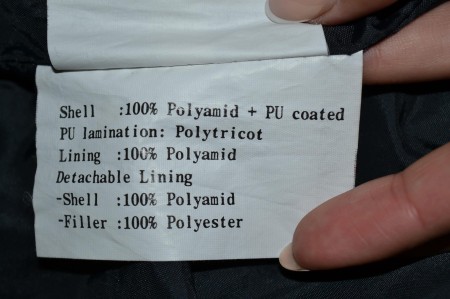 Shell :100% Polyamid + PU coated
PU lamination: Polytricot
Lining :100% Polyamid
Detachable Lining
-Shell :100% Polyamid
-Filler :100% Polyester